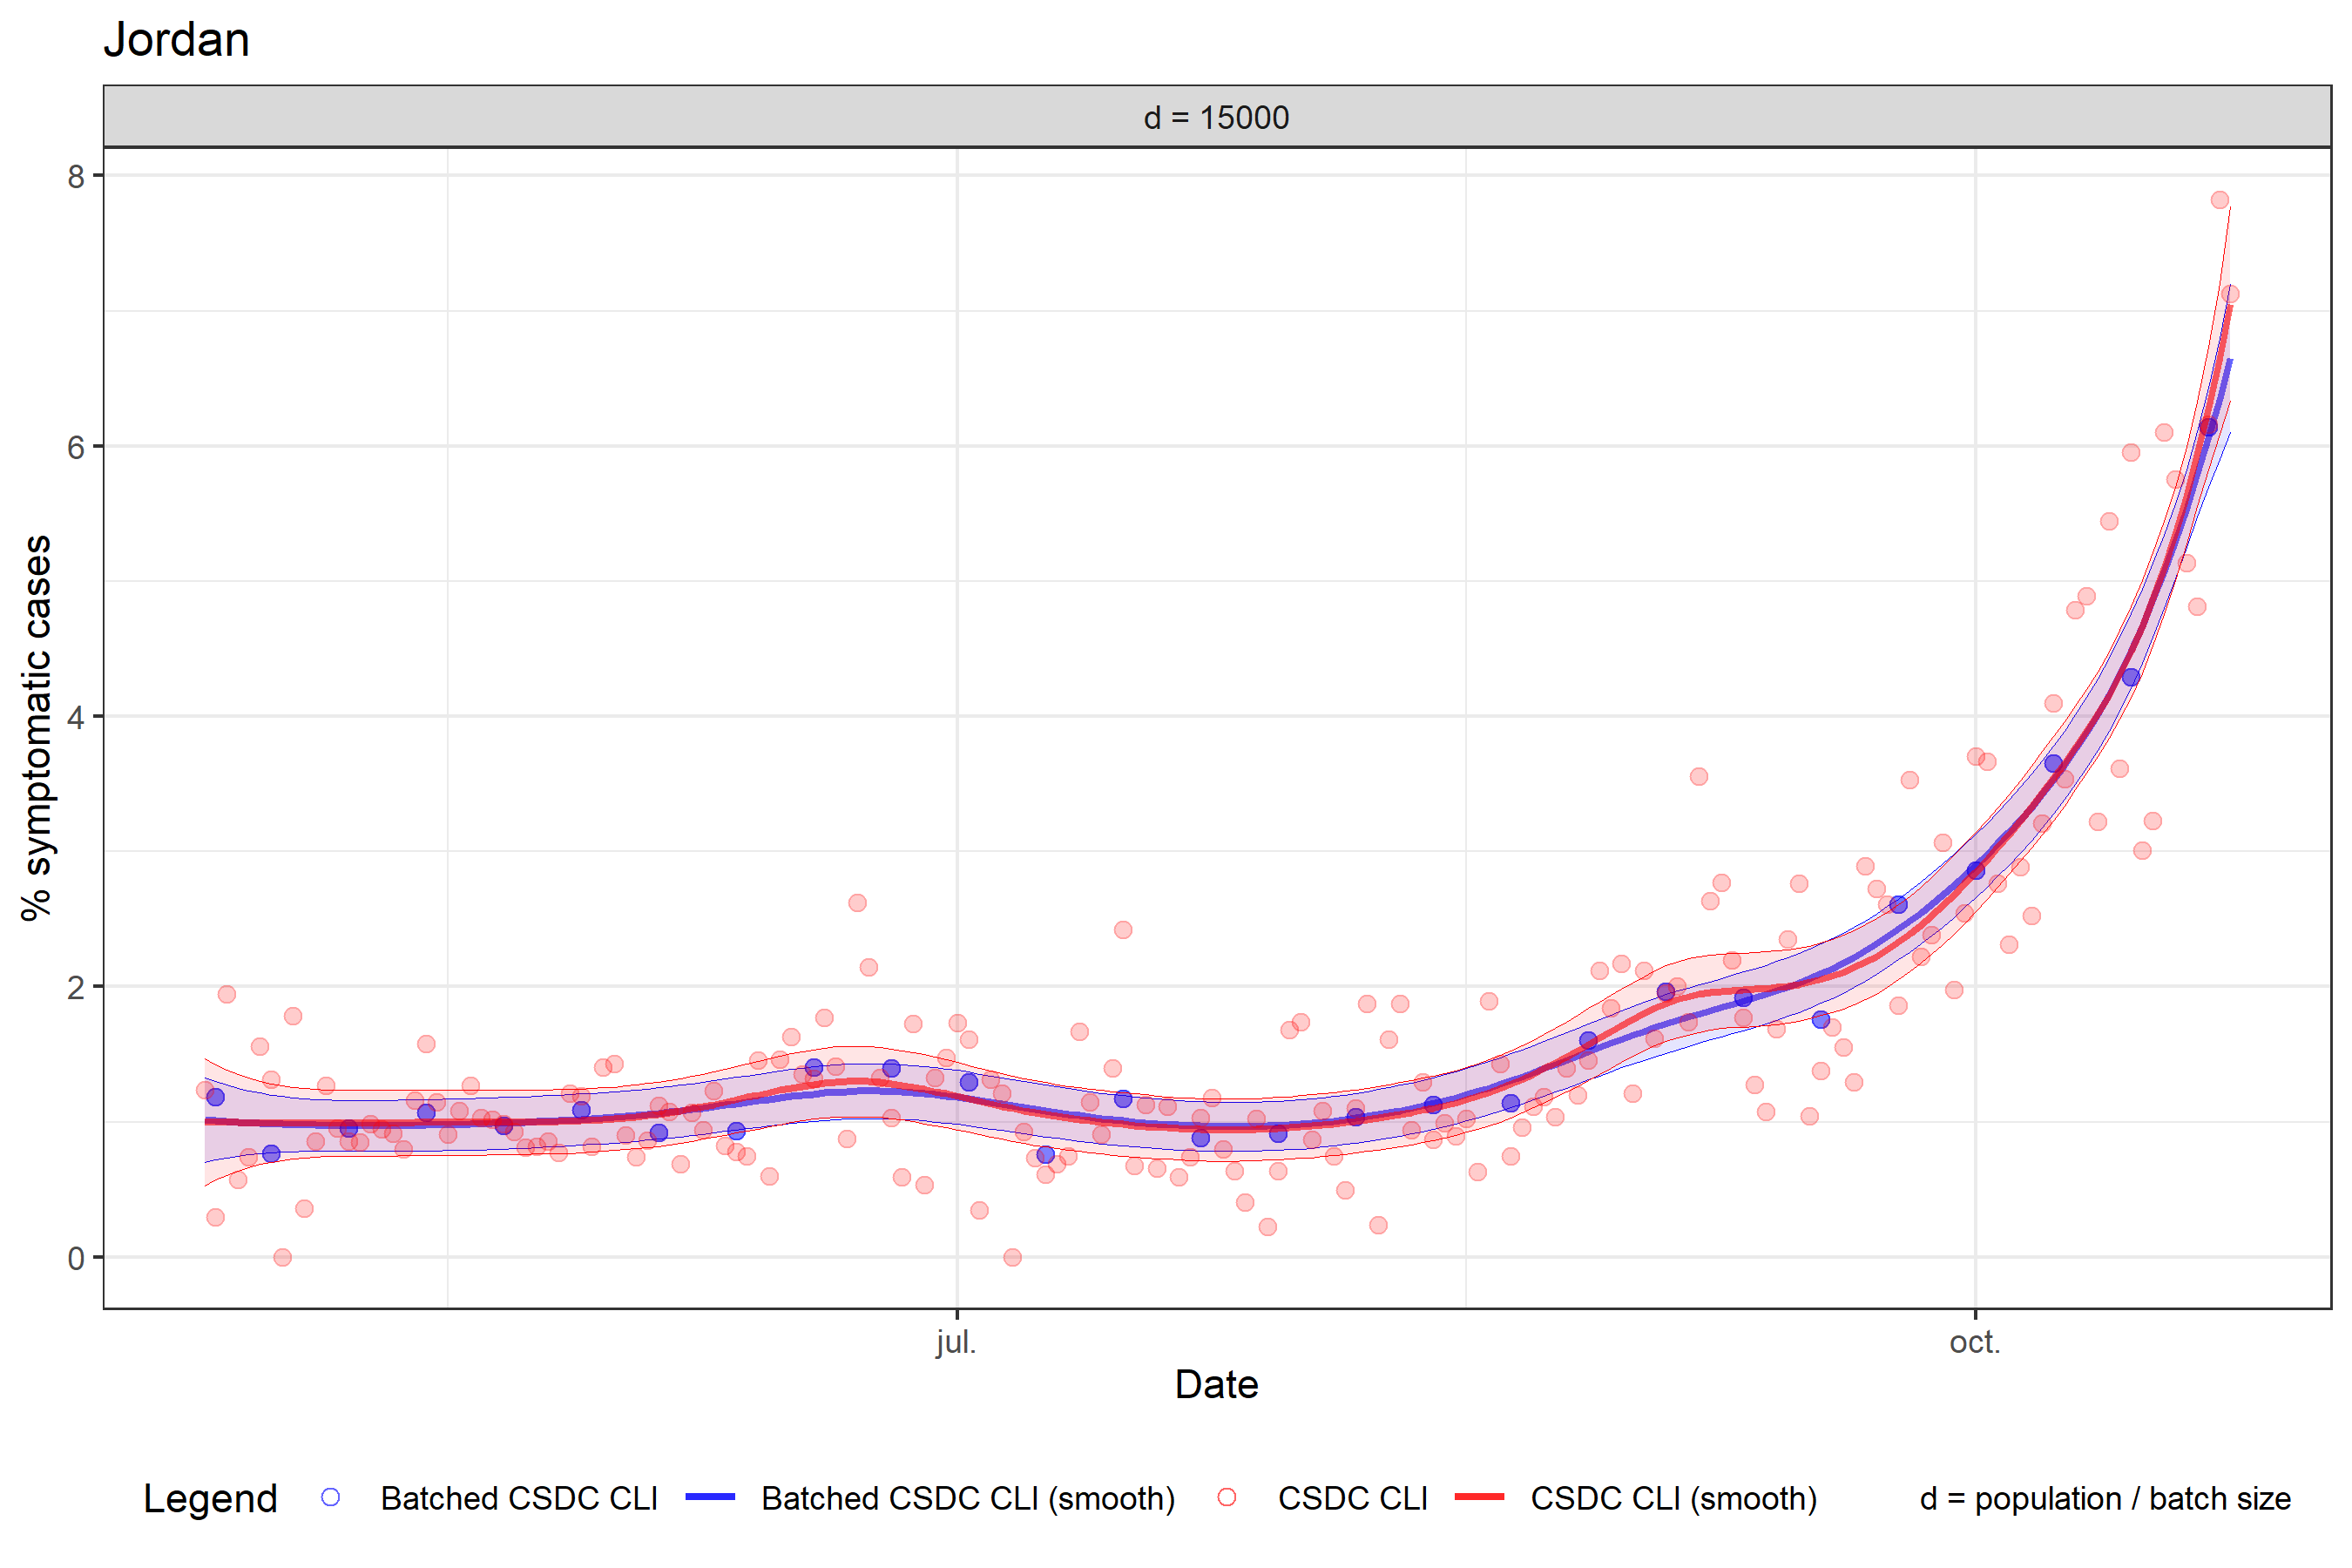 Jordan
d = 15000
8
6
4
2
0
% symptomatic cases
jul.
oct.
Date
Legend
Batched CSDC CLI
Batched CSDC CLI (smooth)
CSDC CLI
CSDC CLI (smooth)
d = population / batch size